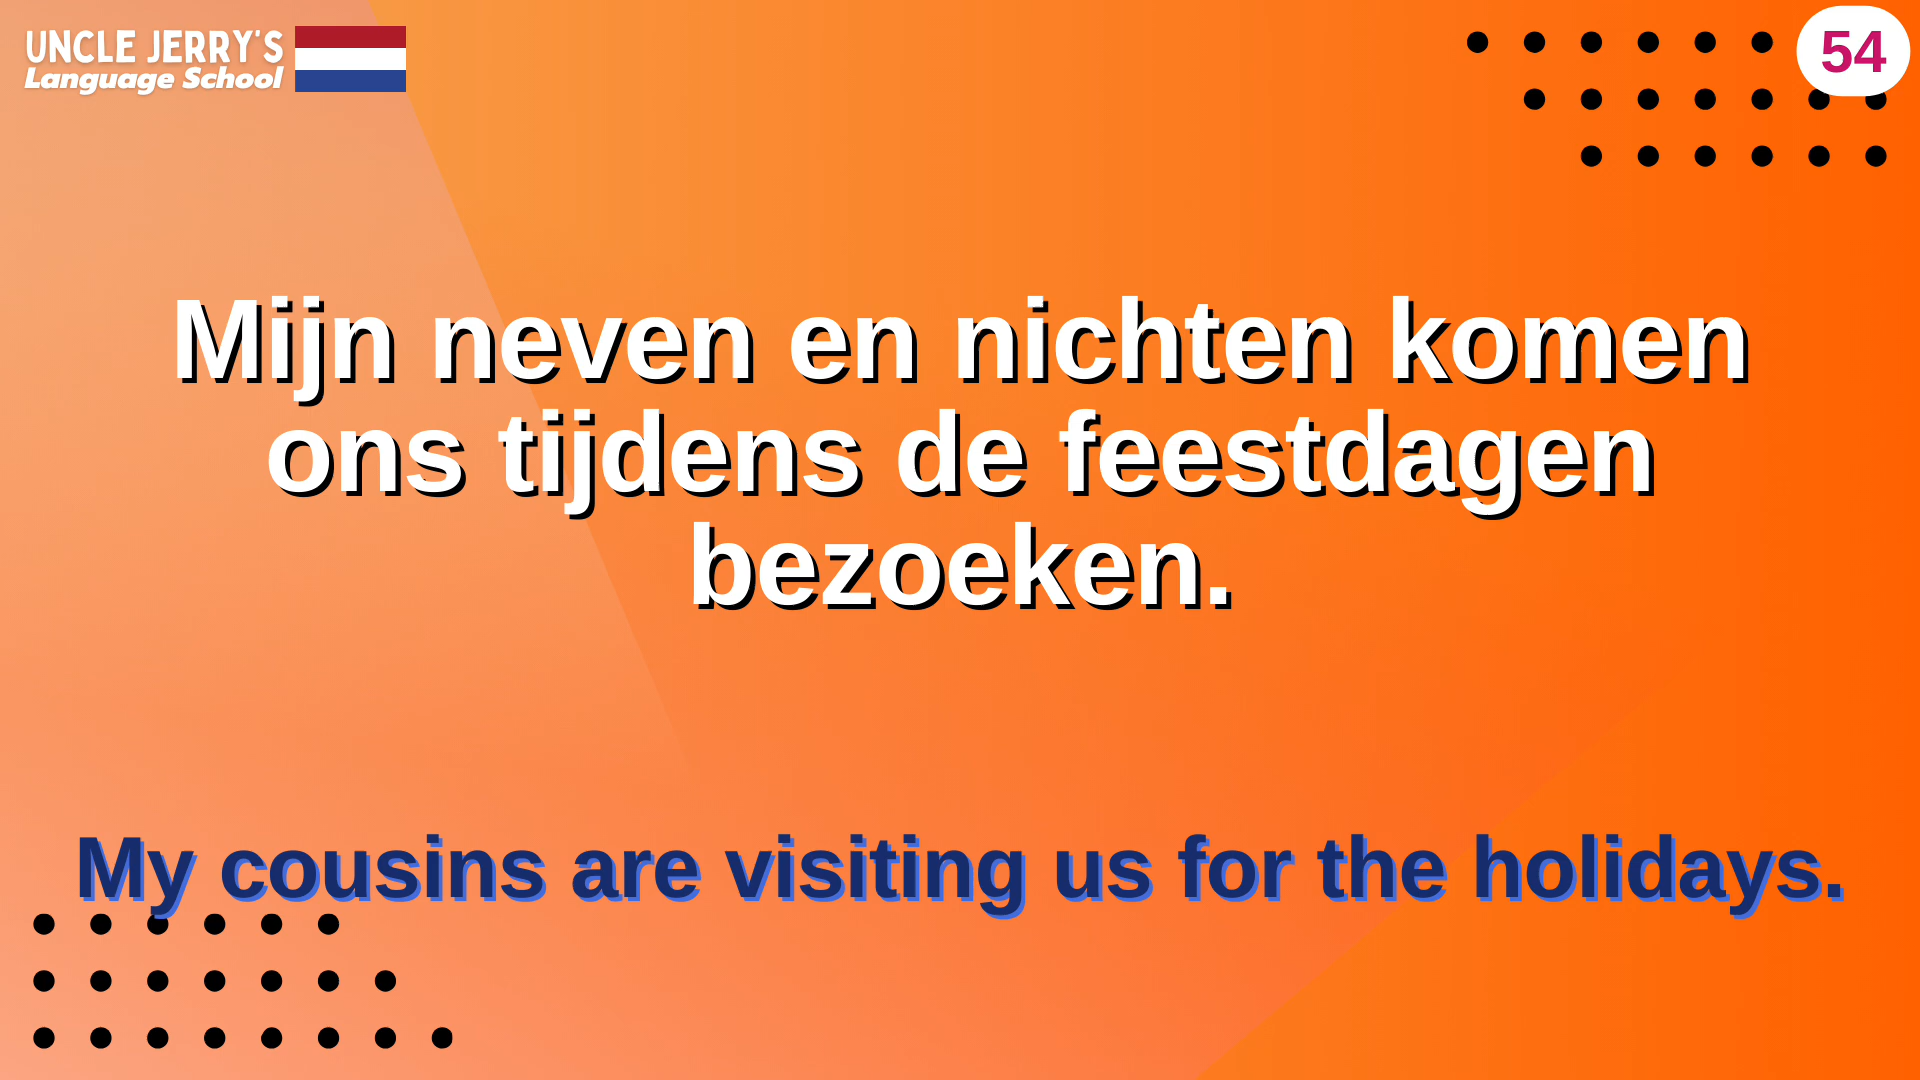 UNCLE JERRY'S
Language School
54
Mijn neven en nichten komen
ons tijdens de feestdagen
bezoeken.
My cousins are visiting us for the holidays.